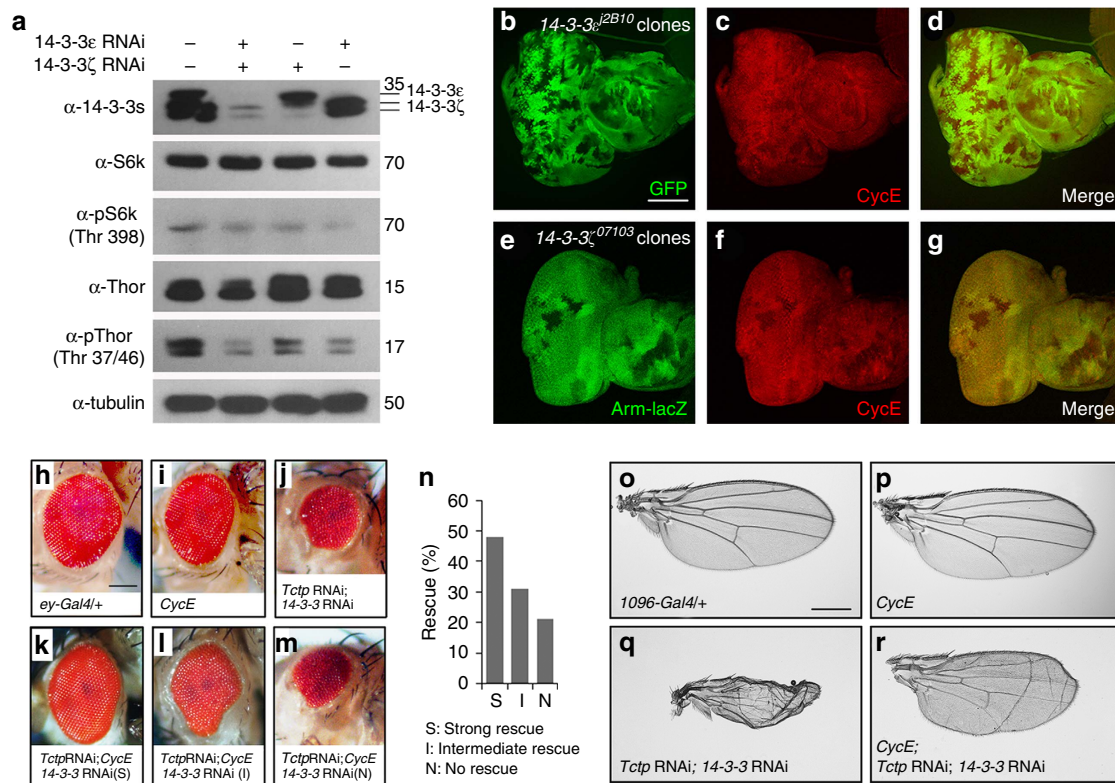 a
14-3-3ε RNAi – + – +
14-3-3ζ RNAi – + + –
α-14-3-3s
35
14-3-3ε
14-3-3ζ
α-S6k
70
α-pS6k
(Thr 398)
70
α-Thor
15
α-pThor
(Thr 37/46)
17
α-tubulin
50
b
14-3-3ε^j2B10 clones
GFP
c
CycE
d
Merge
e
14-3-3ζ^07103 clones
Arm-lacZ
f
CycE
g
Merge
h
ey-Gal4/+
i
CycE
j
Tctp RNAi;
14-3-3 RNAi
k
TctpRNAi;CycE
14-3-3 RNAi(S)
l
TctpRNAi;CycE
14-3-3 RNAi (I)
m
TctpRNAi;CycE
14-3-3 RNAi(N)
n
Rescue (%)
60
50
40
30
20
10
0
S I N
S: Strong rescue
I: Intermediate rescue
N: No rescue
o
1096-Gal4/+
p
CycE
q
Tctp RNAi; 14-3-3 RNAi
r
CycE;
Tctp RNAi; 14-3-3 RNAi